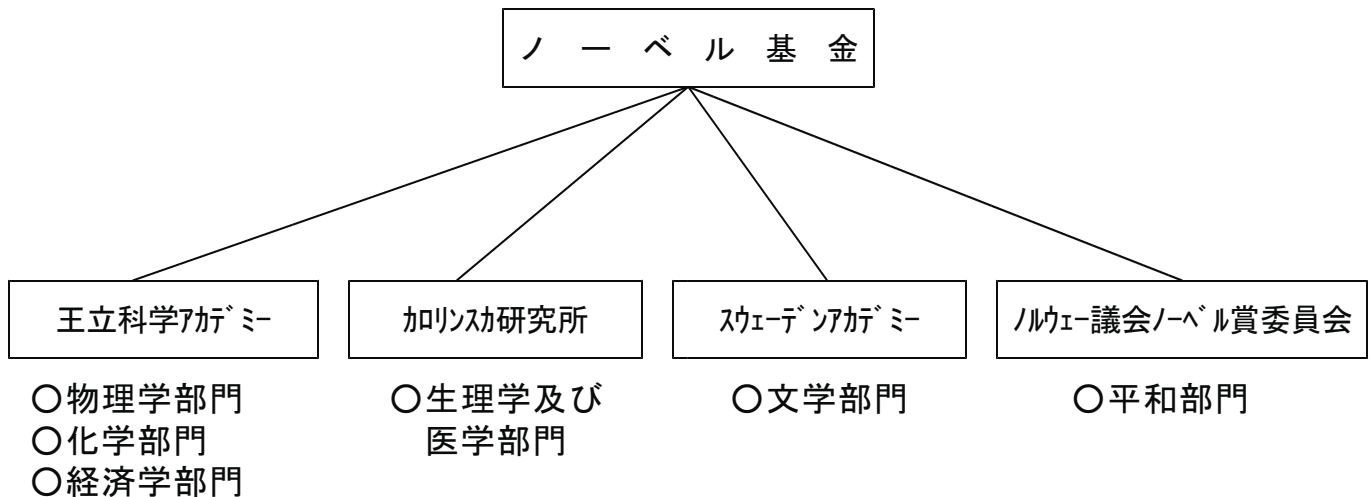 ノーベル基金
王立科学ｱｶﾃﾞﾐｰ
ｶﾛﾘﾝｽｶ研究所
ｽｳｪｰﾃﾞﾝｱｶﾃﾞﾐｰ
ﾉﾙｳｪｰ議会ﾉｰﾍﾞﾙ賞委員会
○物理学部門
○化学部門
○経済学部門
○生理学及び
医学部門
○文学部門
○平和部門